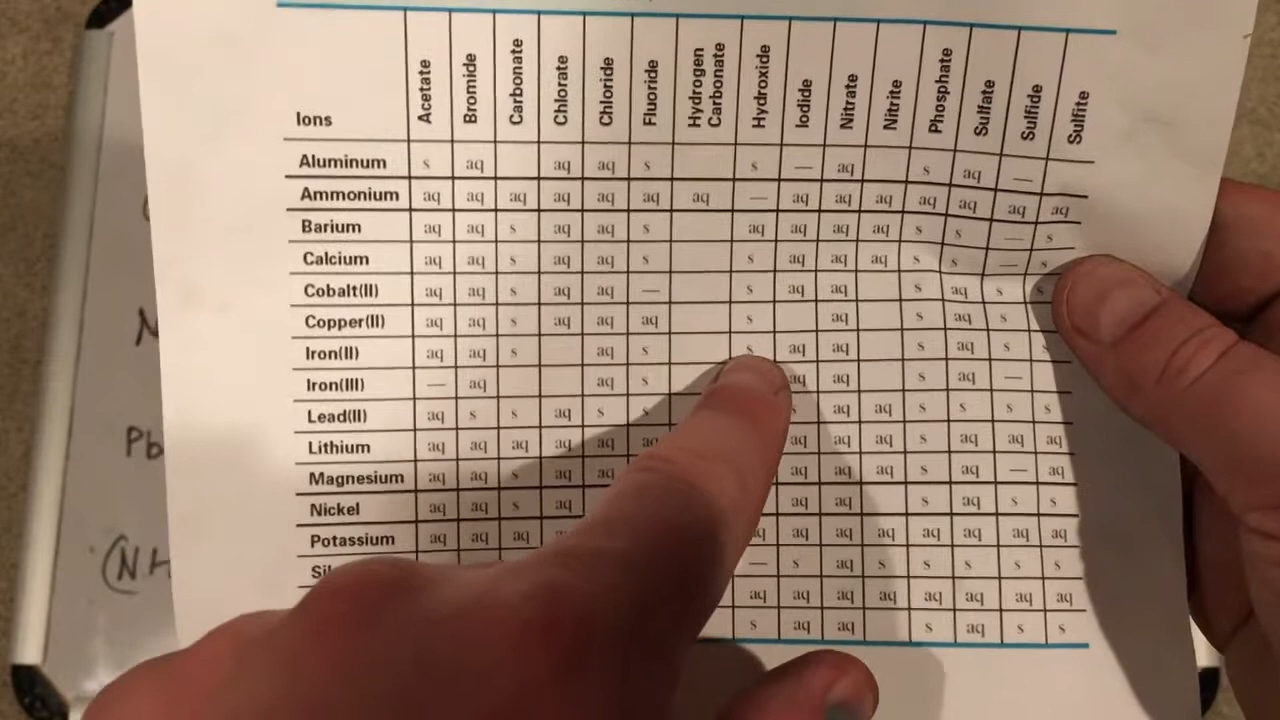 Ions Acetate Bromide Carbonate Chlorate Chloride Fluoride Hydrogen Carbonate Hydroxide Iodide Nitrate Nitrite Phosphate Sulfate Sulfide Sulfite
Aluminum s aq aq aq s s — aq s aq —
Ammonium aq aq aq aq aq aq aq — aq aq aq aq aq aq aq
Barium aq aq s aq aq s aq aq aq aq s s — s
Calcium aq aq s aq aq s s aq aq aq s s — s
Cobalt(II) aq aq s aq aq — s aq aq s aq s s
Copper(II) aq aq s aq aq aq s aq s aq s
Iron(II) aq aq s aq s s aq aq s aq s s
Iron(III) — aq aq s aq aq s aq —
Lead(II) aq s s aq s s s aq aq s s s s
Lithium aq aq aq aq aq aq aq aq aq s aq aq aq
Magnesium aq aq s aq aq aq aq aq s aq — aq
Nickel aq aq s aq aq aq s aq s s
Potassium aq aq aq aq aq aq aq aq aq aq aq
— s aq s s s s s
aq aq aq aq aq aq aq aq
s aq aq s aq s s
Pb
(NH